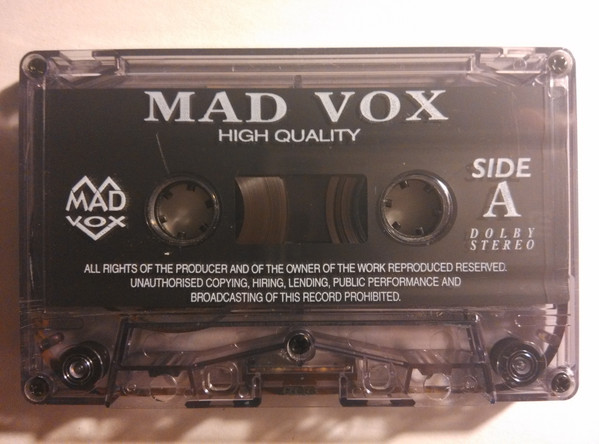 MAD VOX
HIGH QUALITY
MAD
VOX
SIDE
A
DOLBY
STEREO
ALL RIGHTS OF THE PRODUCER AND OF THE OWNER OF THE WORK REPRODUCED RESERVED.
UNAUTHORISED COPYING, HIRING, LENDING, PUBLIC PERFORMANCE AND
BROADCASTING OF THIS RECORD PROHIBITED.